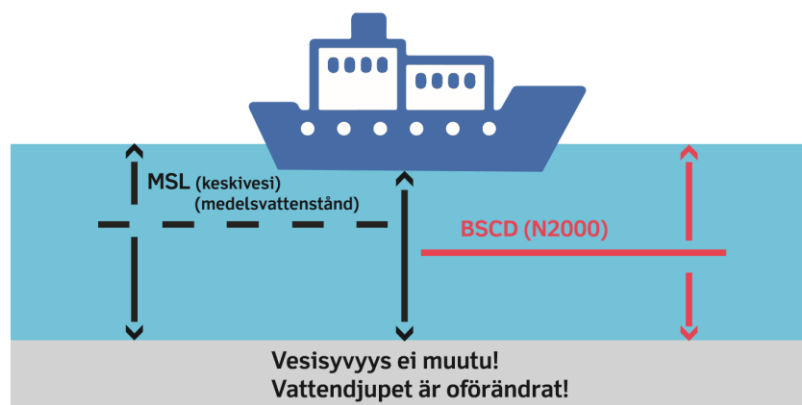 MSL (keskivesi)
(medelsvattenstånd)
BSCD (N2000)
Vesisyvyys ei muutu!
Vattendjupet är oförändrat!